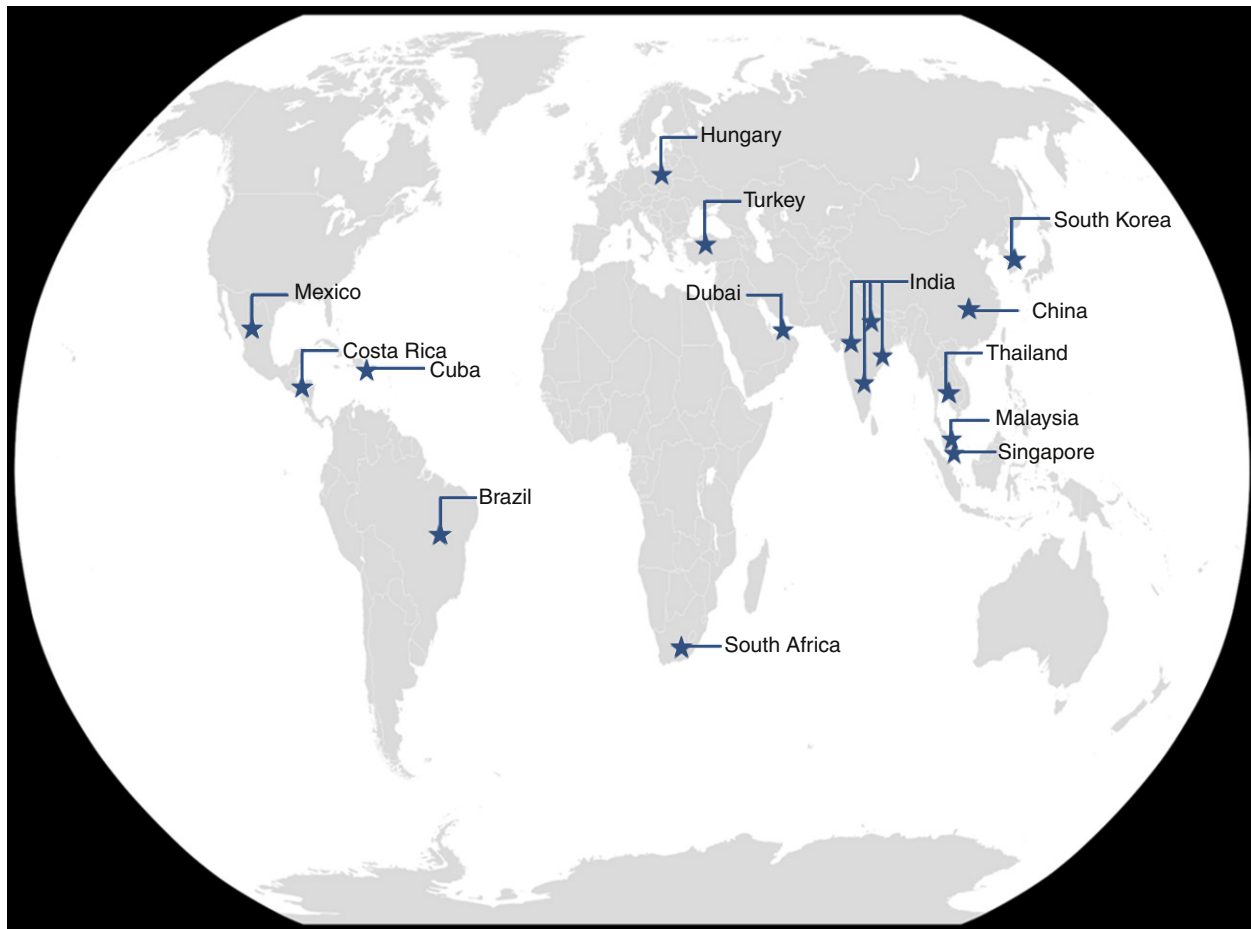 Hungary
Turkey
South Korea
India
Mexico
Dubai
China
Costa Rica
Thailand
Cuba
Malaysia
Singapore
Brazil
South Africa